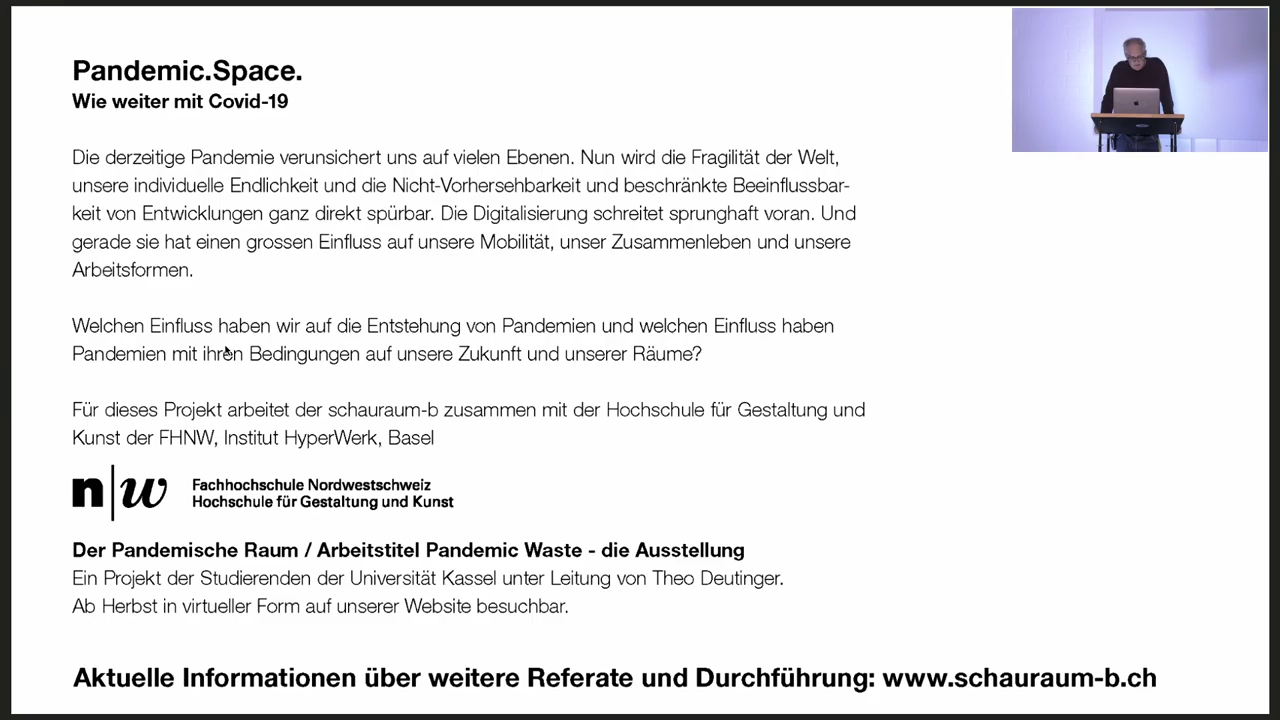 Pandemic.Space.
Wie weiter mit Covid-19
Die derzeitige Pandemie verunsichert uns auf vielen Ebenen. Nun wird die Fragilität der Welt,
unsere individuelle Endlichkeit und die Nicht-Vorhersehbarkeit und beschränkte Beeinflussbar-
keit von Entwicklungen ganz direkt spürbar. Die Digitalisierung schreitet sprunghaft voran. Und
gerade sie hat einen grossen Einfluss auf unsere Mobilität, unser Zusammenleben und unsere
Arbeitsformen.
Welchen Einfluss haben wir auf die Entstehung von Pandemien und welchen Einfluss haben
Pandemien mit ihren Bedingungen auf unsere Zukunft und unserer Räume?
Für dieses Projekt arbeitet der schauraum-b zusammen mit der Hochschule für Gestaltung und
Kunst der FHNW, Institut HyperWerk, Basel
n|w
Fachhochschule Nordwestschweiz
Hochschule für Gestaltung und Kunst
Der Pandemische Raum / Arbeitstitel Pandemic Waste - die Ausstellung
Ein Projekt der Studierenden der Universität Kassel unter Leitung von Theo Deutinger.
Ab Herbst in virtueller Form auf unserer Website besuchbar.
Aktuelle Informationen über weitere Referate und Durchführung: www.schauraum-b.ch